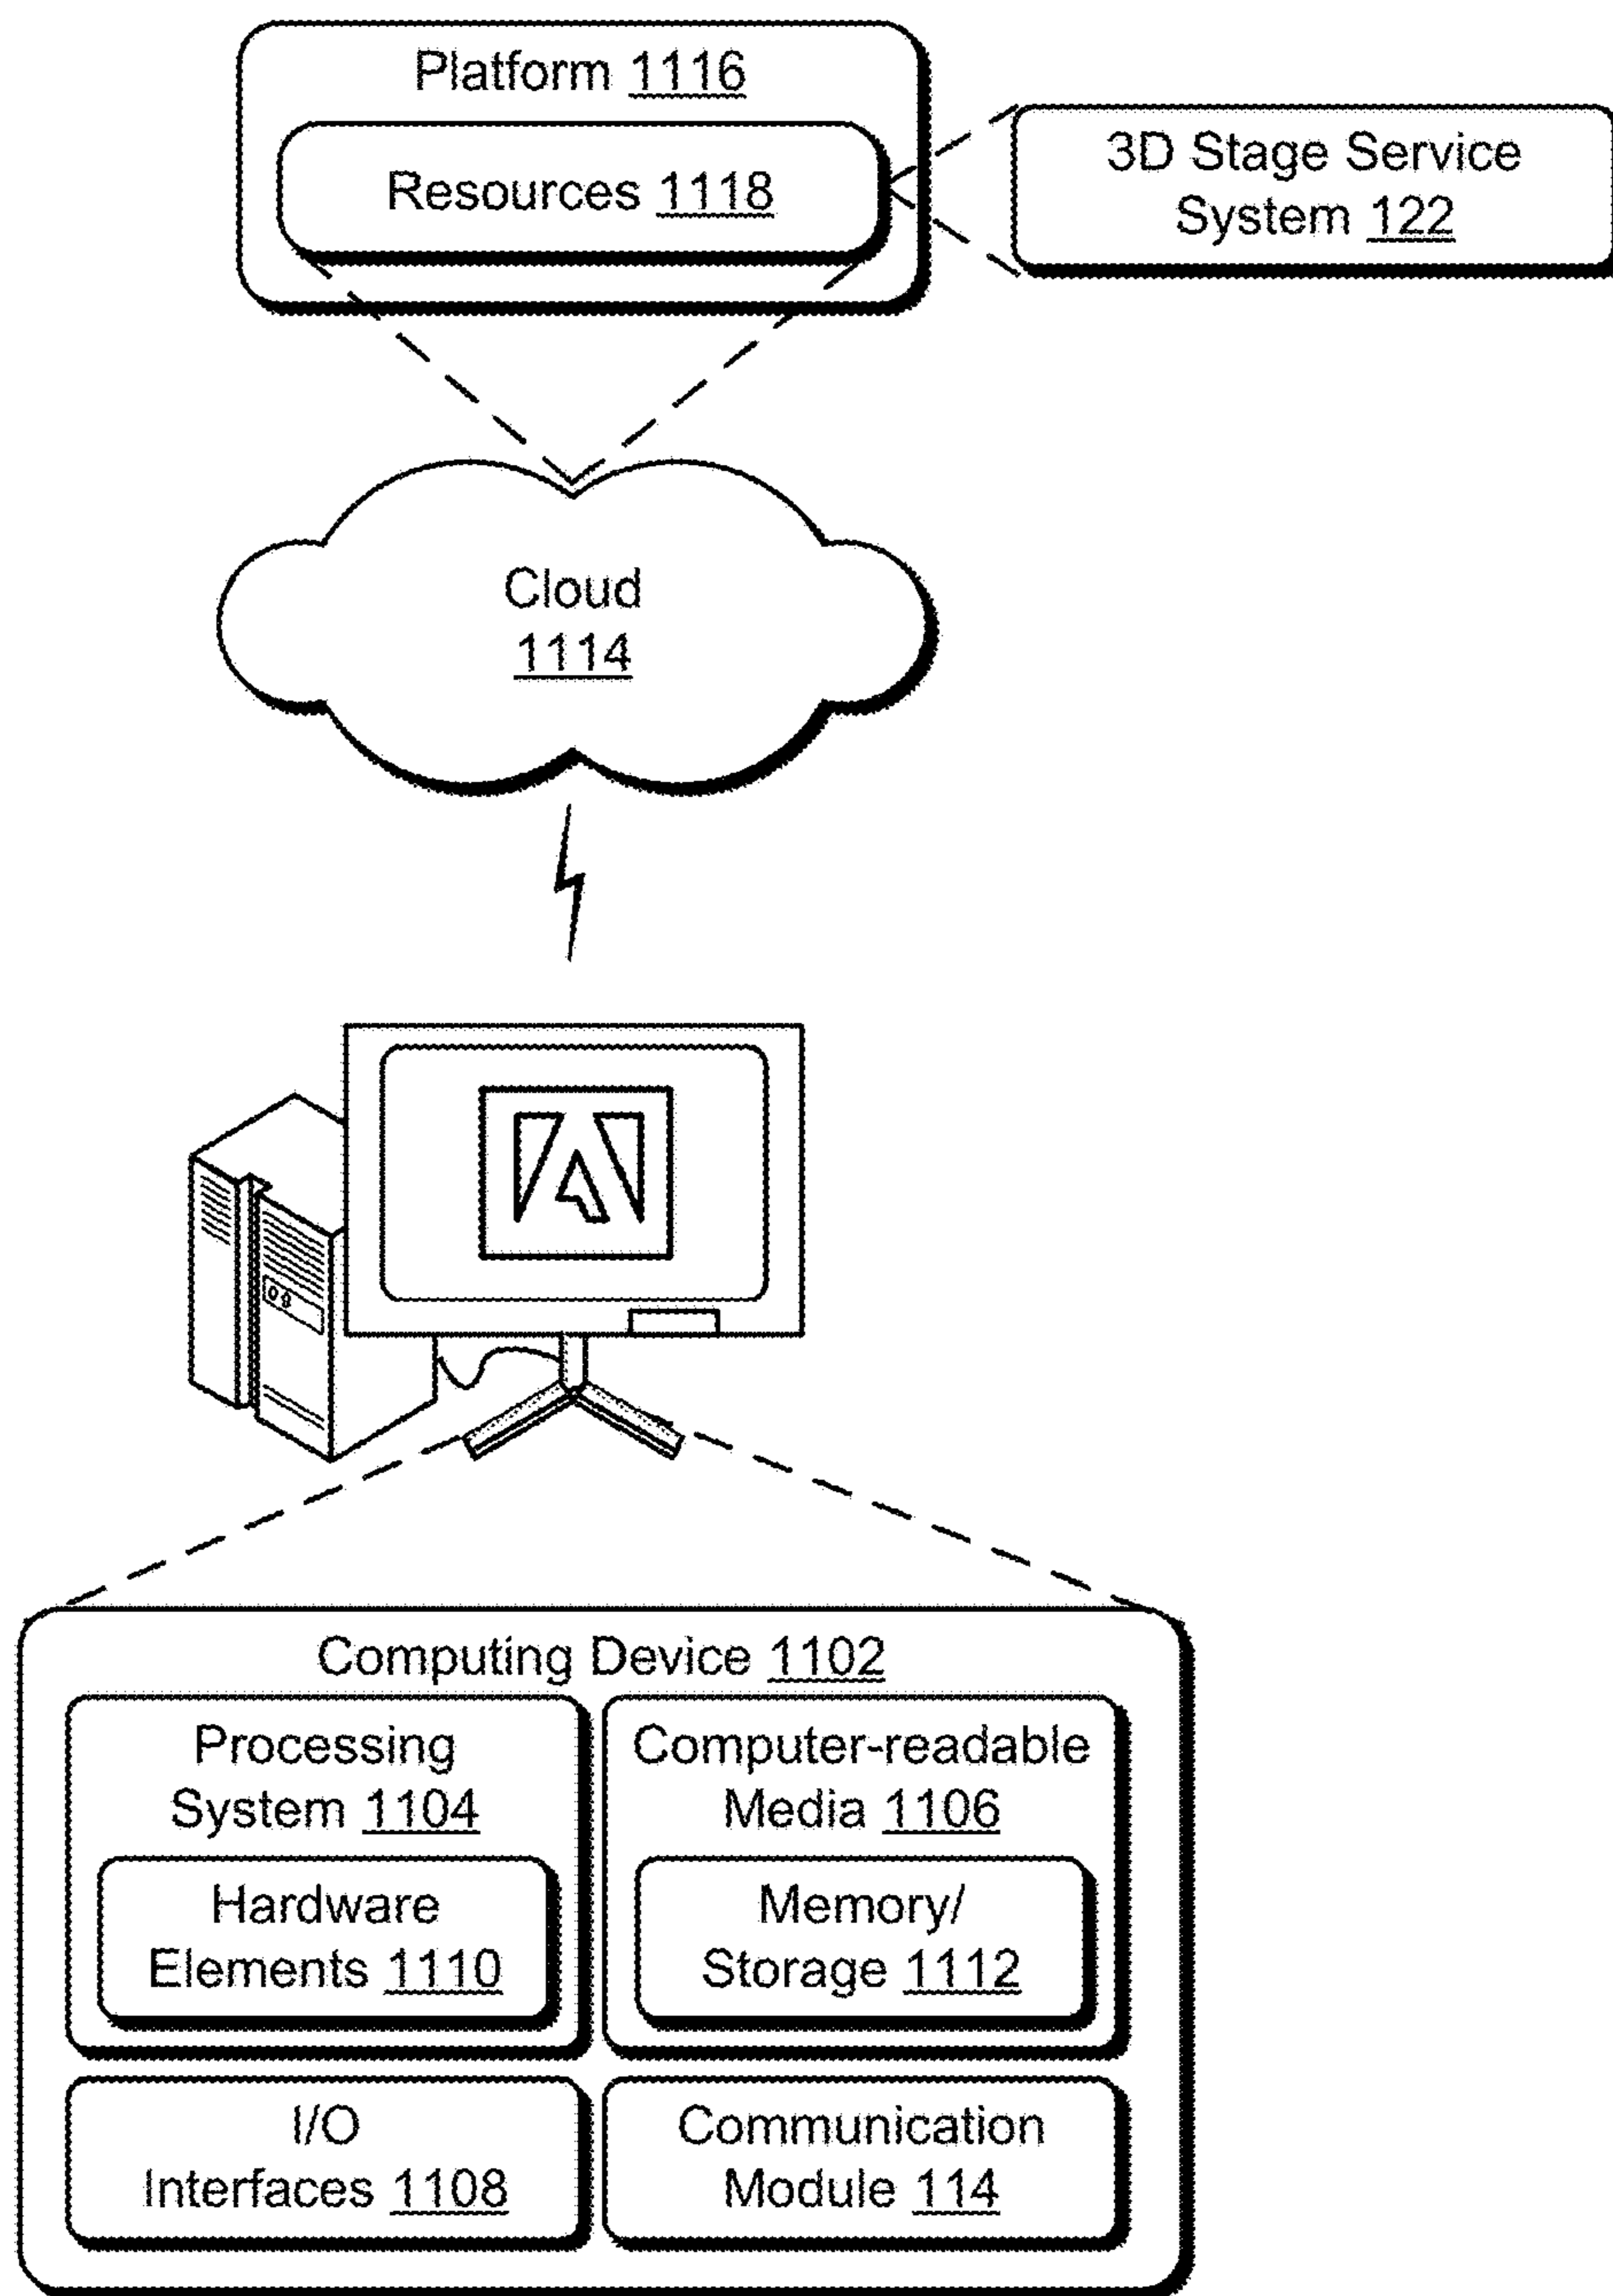 Platform 1116
Resources 1118
3D Stage Service
System 122
Cloud
1114
Computing Device 1102
Processing
System 1104
Hardware
Elements 1110
Computer-readable
Media 1106
Memory/
Storage 1112
I/O
Interfaces 1108
Communication
Module 114